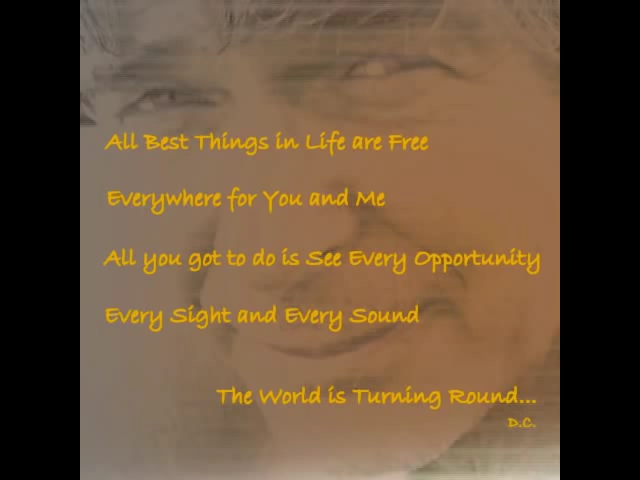 All Best Things in Life are Free
Everywhere for You and Me
All you got to do is See Every Opportunity
Every Sight and Every Sound
The World is Turning Round...
D.C.